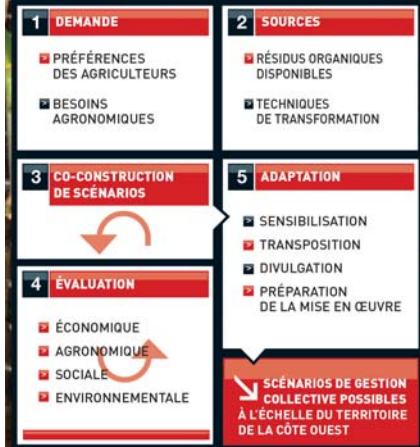 1 DEMANDE
PRÉFÉRENCES
DES AGRICULTEURS
BESOINS
AGRONOMIQUES
2 SOURCES
RÉSIDUS ORGANIQUES
DISPONIBLES
TECHNIQUES
DE TRANSFORMATION
3 CO-CONSTRUCTION
DE SCÉNARIOS
4 ÉVALUATION
ÉCONOMIQUE
AGRONOMIQUE
SOCIALE
ENVIRONNEMENTALE
5 ADAPTATION
SENSIBILISATION
TRANSPOSITION
DIVULGATION
PRÉPARATION
DE LA MISE EN ŒUVRE
SCÉNARIOS DE GESTION
COLLECTIVE POSSIBLES
À L'ÉCHELLE DU TERRITOIRE
DE LA CÔTE OUEST